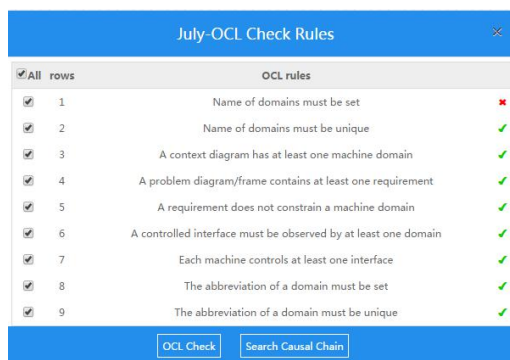 July-OCL Check Rules
All rows OCL rules
1 Name of domains must be set
2 Name of domains must be unique
3 A context diagram has at least one machine domain
4 A problem diagram/frame contains at least one requirement
5 A requirement does not constrain a machine domain
6 A controlled interface must be observed by at least one domain
7 Each machine controls at least one interface
8 The abbreviation of a domain must be set
9 The abbreviation of a domain must be unique
OCL Check Search Causal Chain